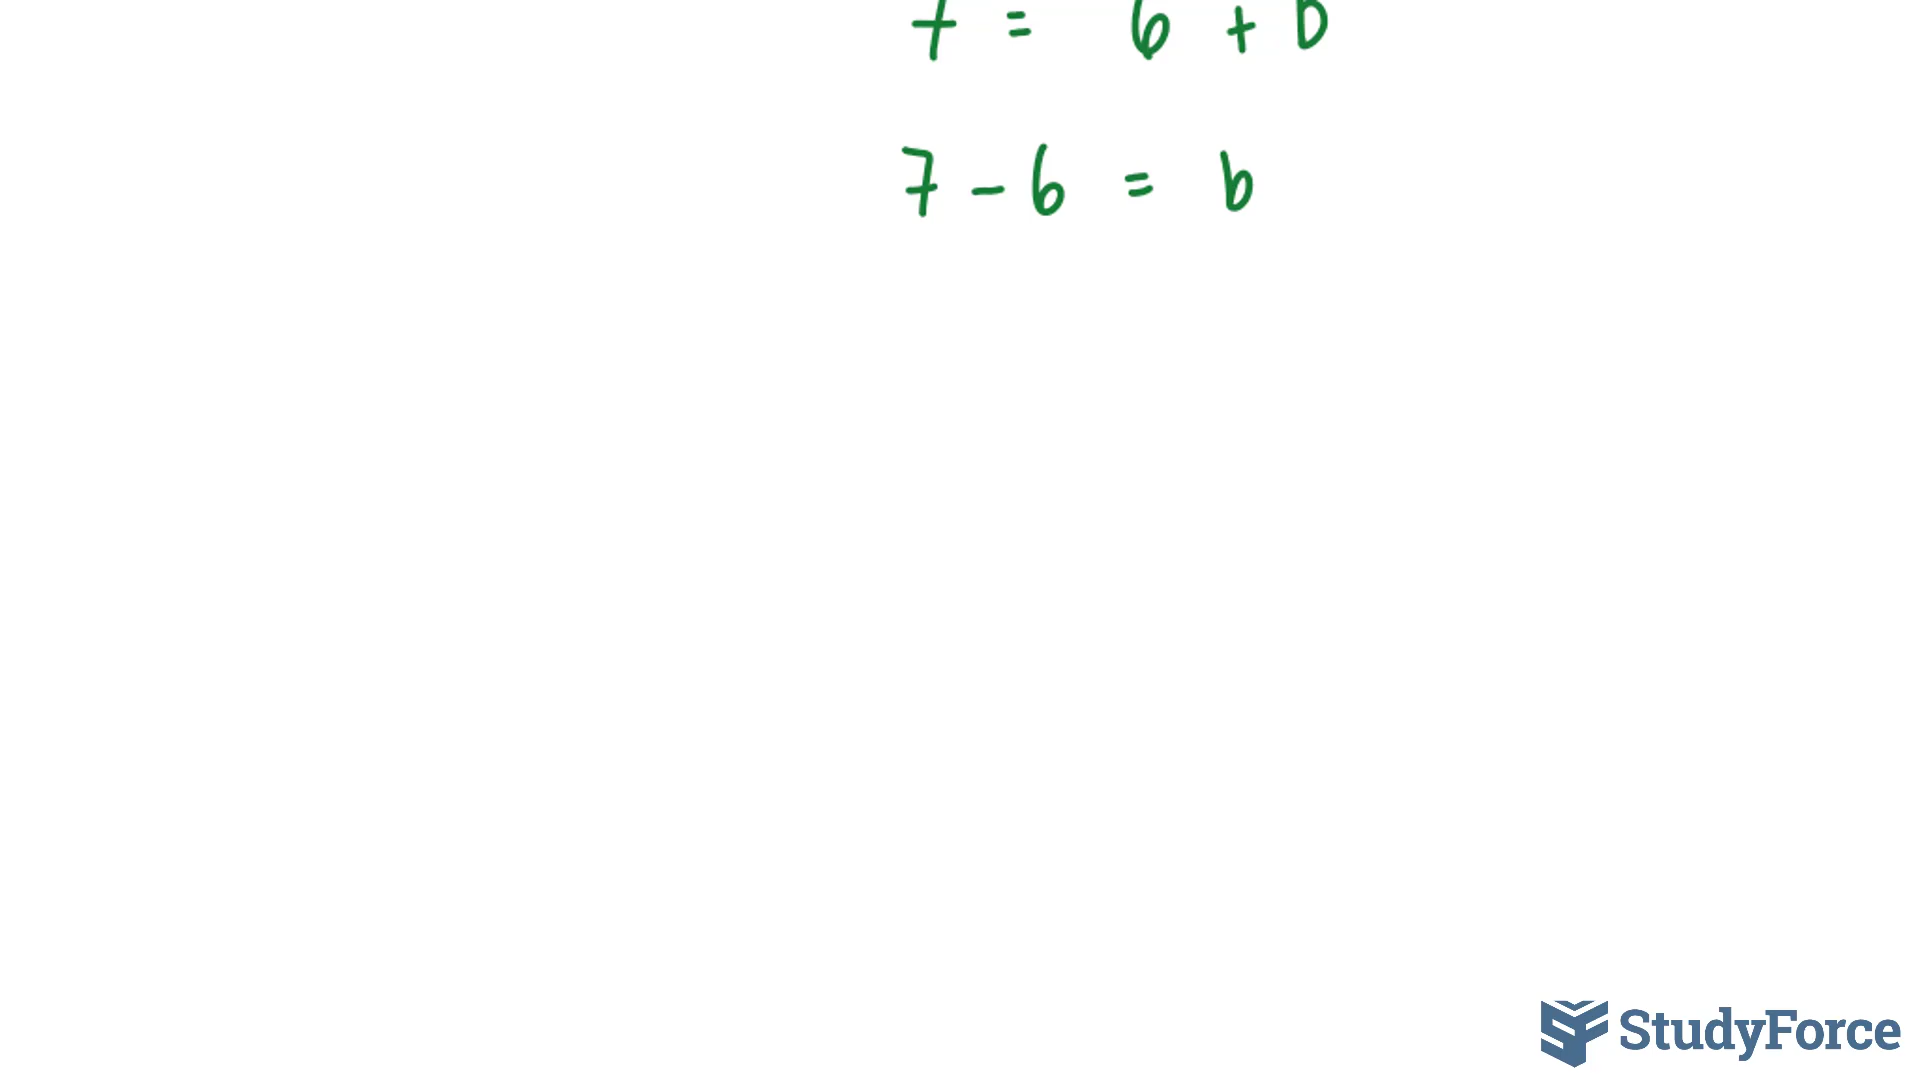 7 = 6 + b
7 - 6 = b
StudyForce